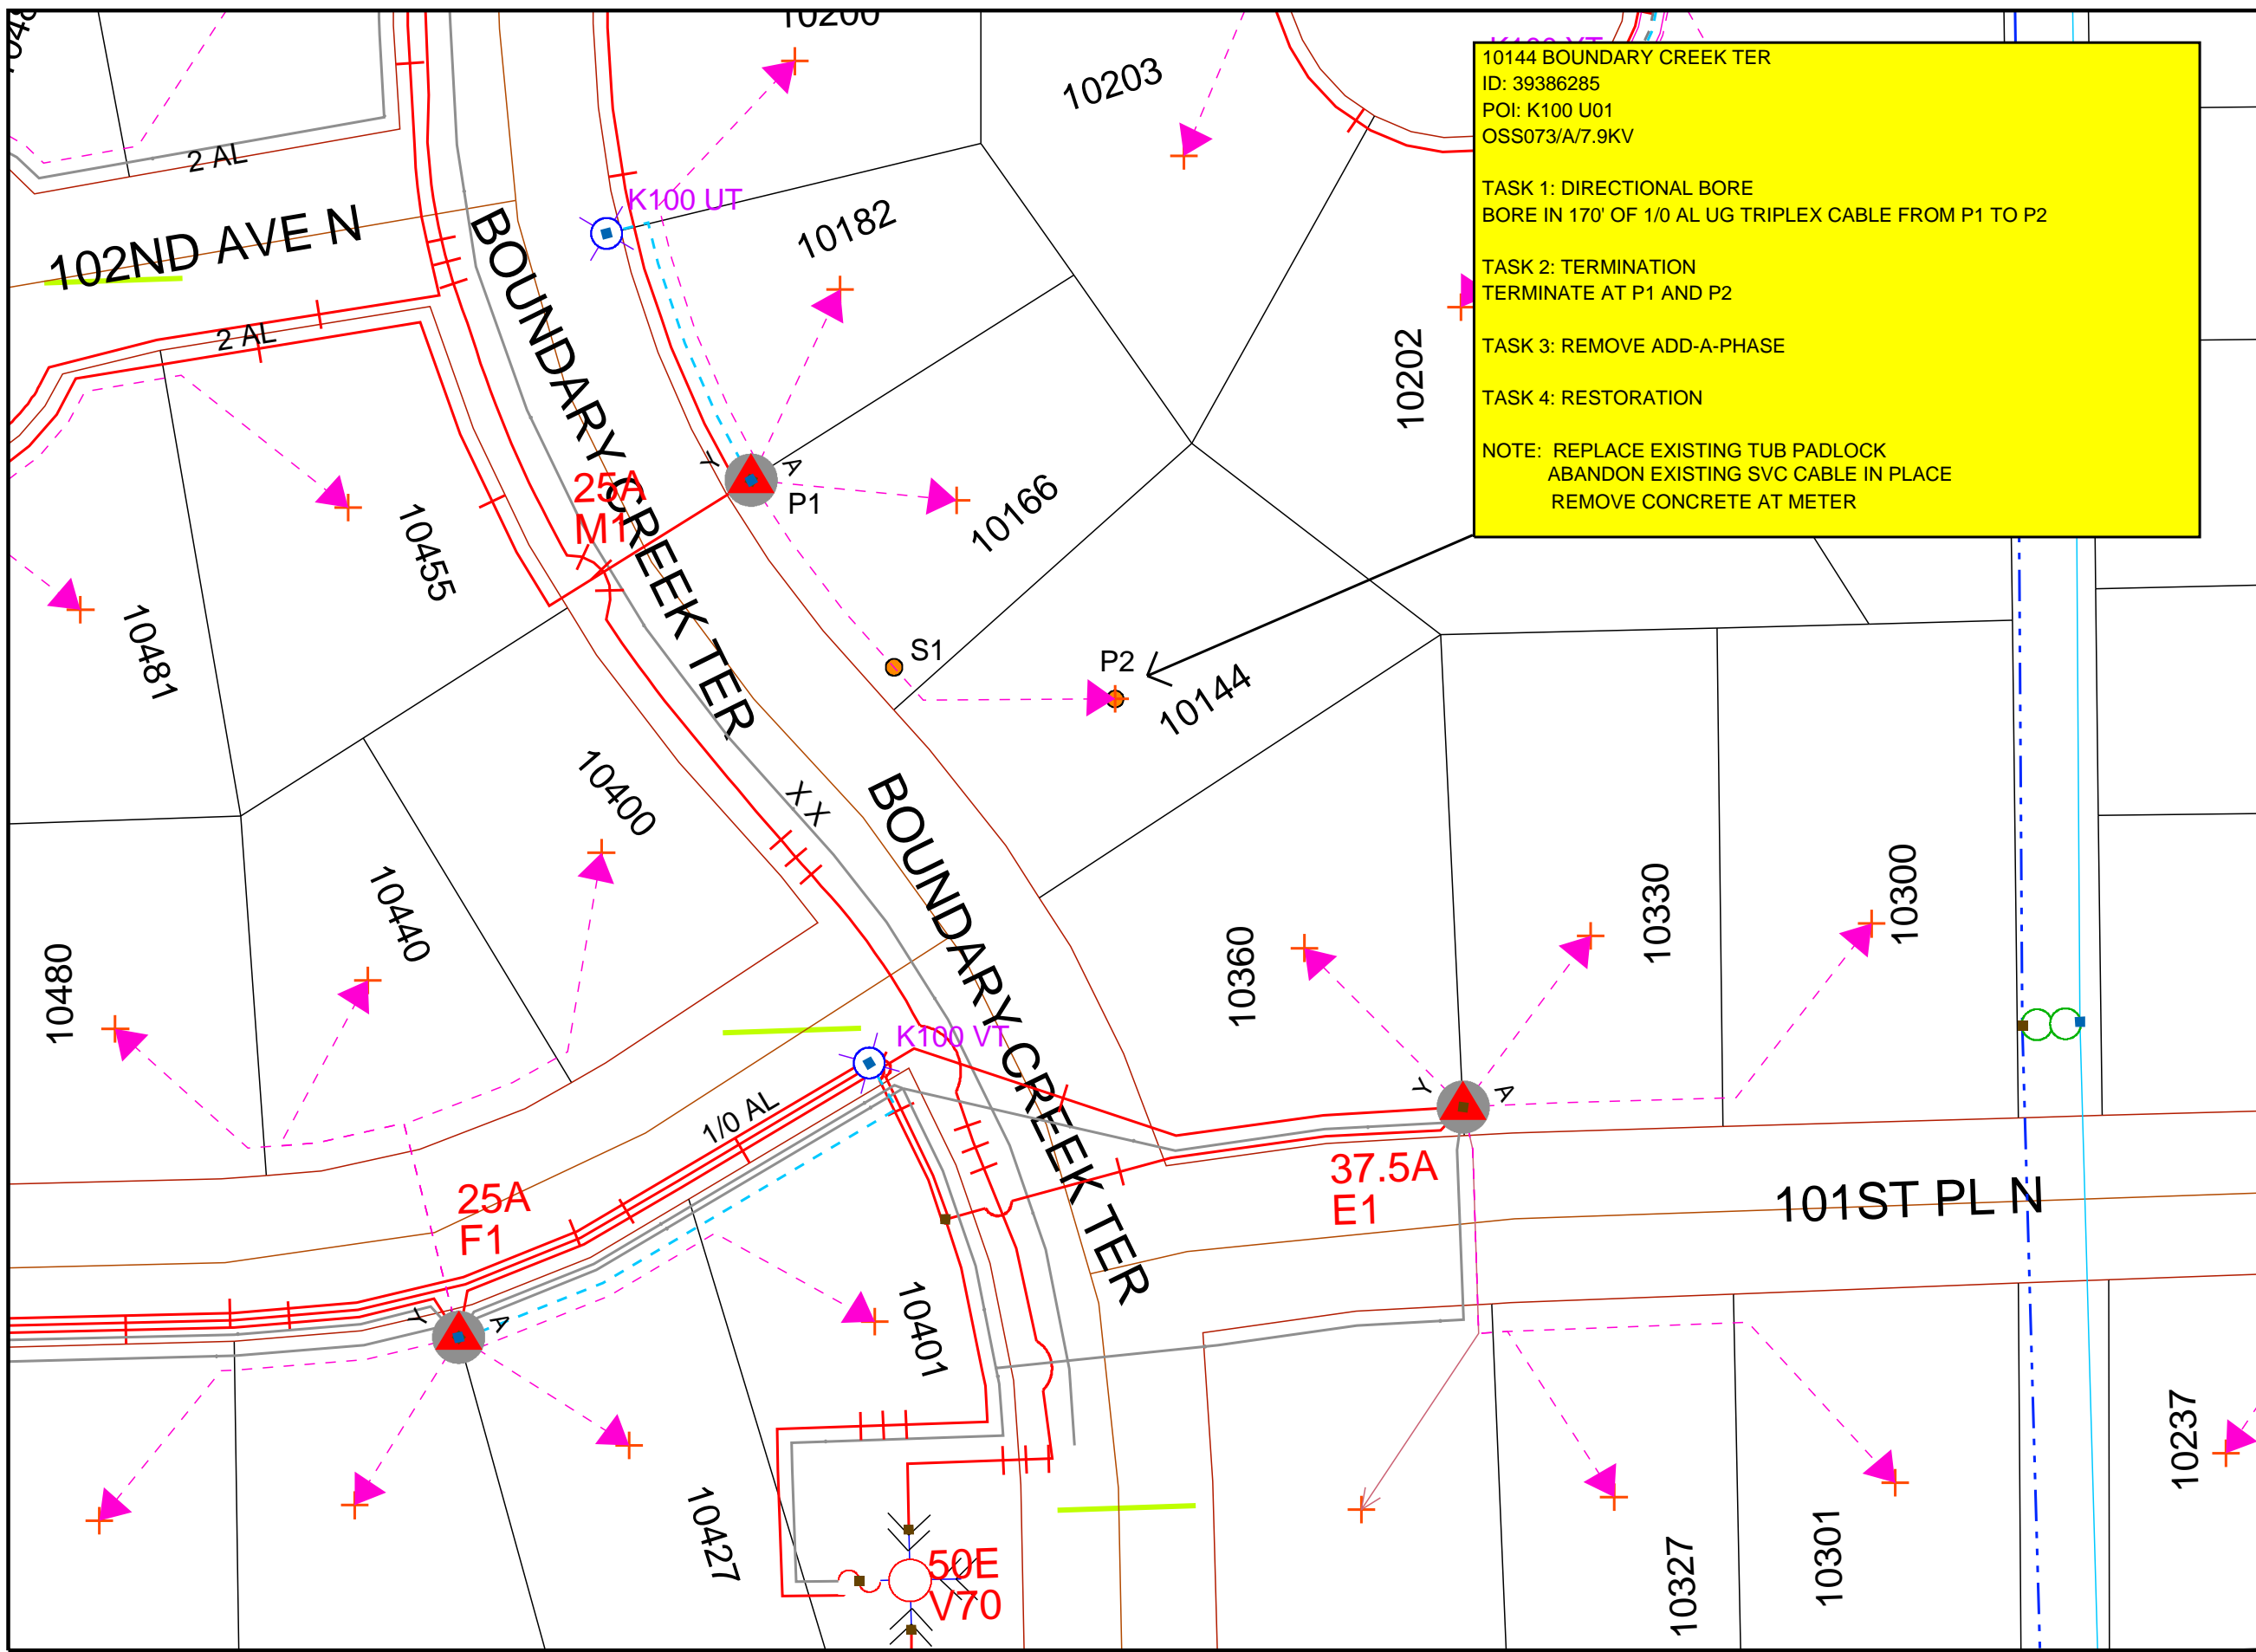 10200
10203
K100 UT
10182
2 AL
102ND AVE N
2 AL
BOUNDARY CREEK TER
10144 BOUNDARY CREEK TER
ID: 39386285
POI: K100 U01
OSS073/A/7.9KV
TASK 1: DIRECTIONAL BORE
BORE IN 170' OF 1/0 AL UG TRIPLEX CABLE FROM P1 TO P2
TASK 2: TERMINATION
TERMINATE AT P1 AND P2
TASK 3: REMOVE ADD-A-PHASE
TASK 4: RESTORATION
NOTE: REPLACE EXISTING TUB PADLOCK
ABANDON EXISTING SVC CABLE IN PLACE
REMOVE CONCRETE AT METER
10202
Y
A
25A
M1
P1
10166
10455
10481
S1
P2
10144
10400
X X
BOUNDARY CREEK TER
10440
10480
10360
10330
10300
K100 VT
1/0 AL
Y
A
37.5A
E1
101ST PL N
25A
F1
Y
A
10401
10427
10237
10327
10301
50E
V70